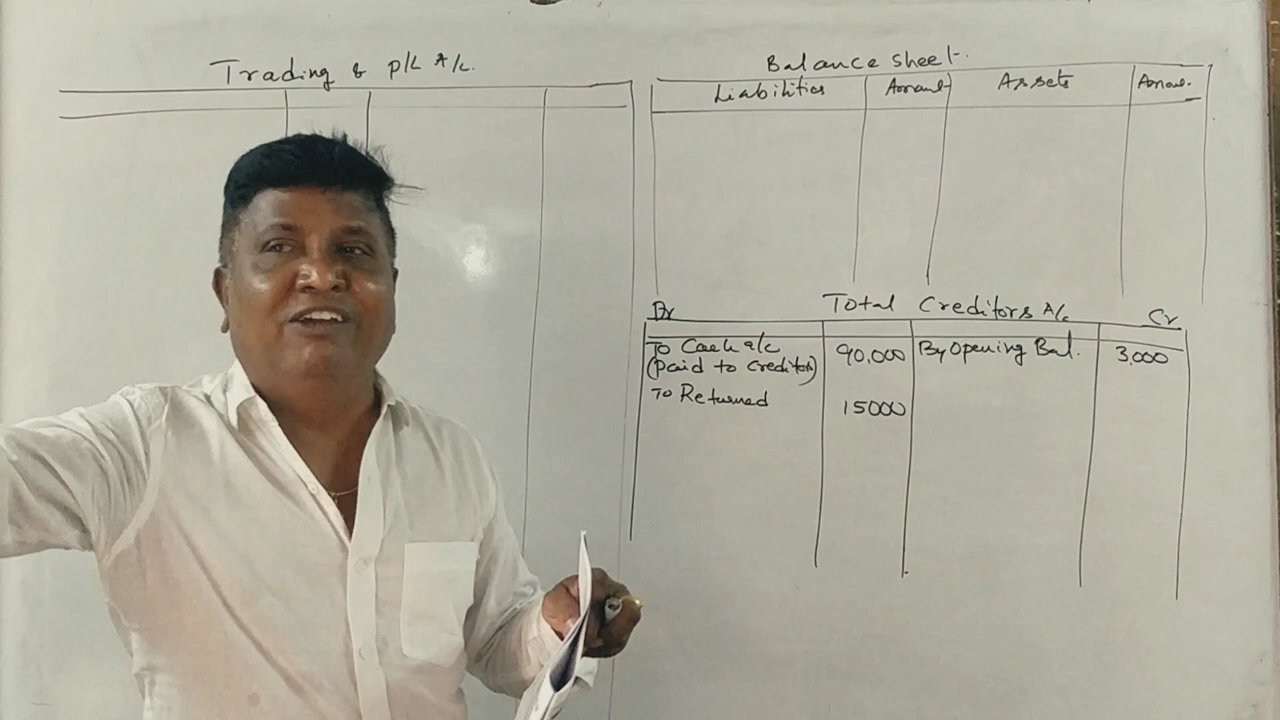 Trading & P/L A/c.
Balance sheet.
Liabilities Amount Assets Amou.
Dr Total Creditors A/c Cr
To Cash a/c 90,000 By Opening Bal. 3,000
(Paid to creditors)
To Returned 15000